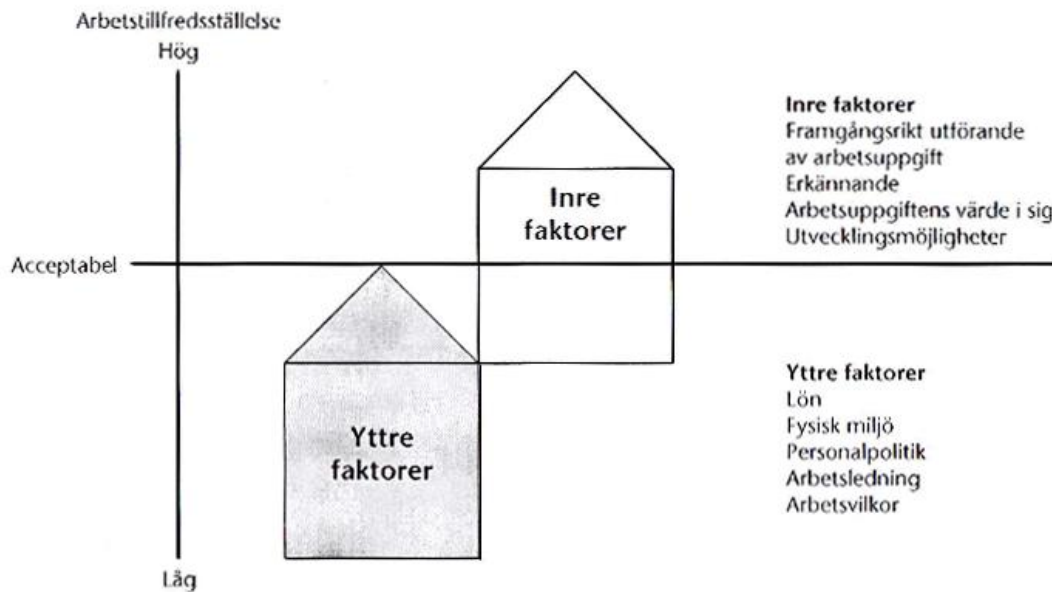 Arbetstillfredsställelse
Hög
Inre faktorer
Framgångsrikt utförande
av arbetsuppgift
Erkännande
Arbetsuppgiftens värde i sig
Utvecklingsmöjligheter
Inre
faktorer
Acceptabel
Yttre faktorer
Lön
Fysisk miljö
Personalpolitik
Arbetsledning
Arbetsvilkor
Yttre
faktorer
Låg